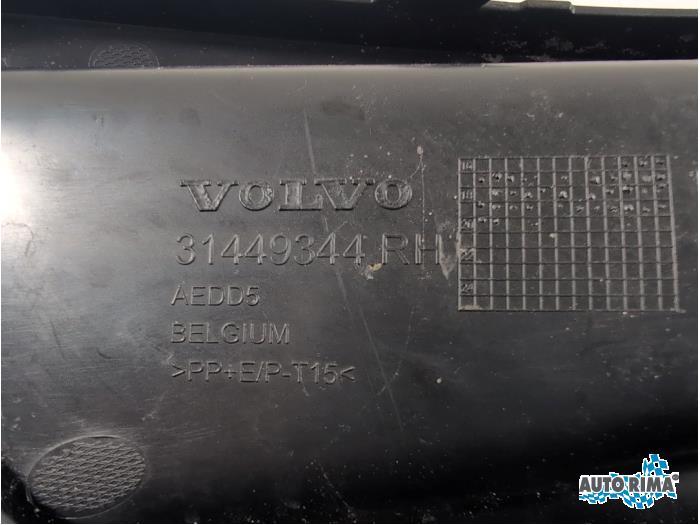 VOLVO
31449344 RH
AEDD5
BELGIUM
>PP+E/P-T15<
AUTO RIMA